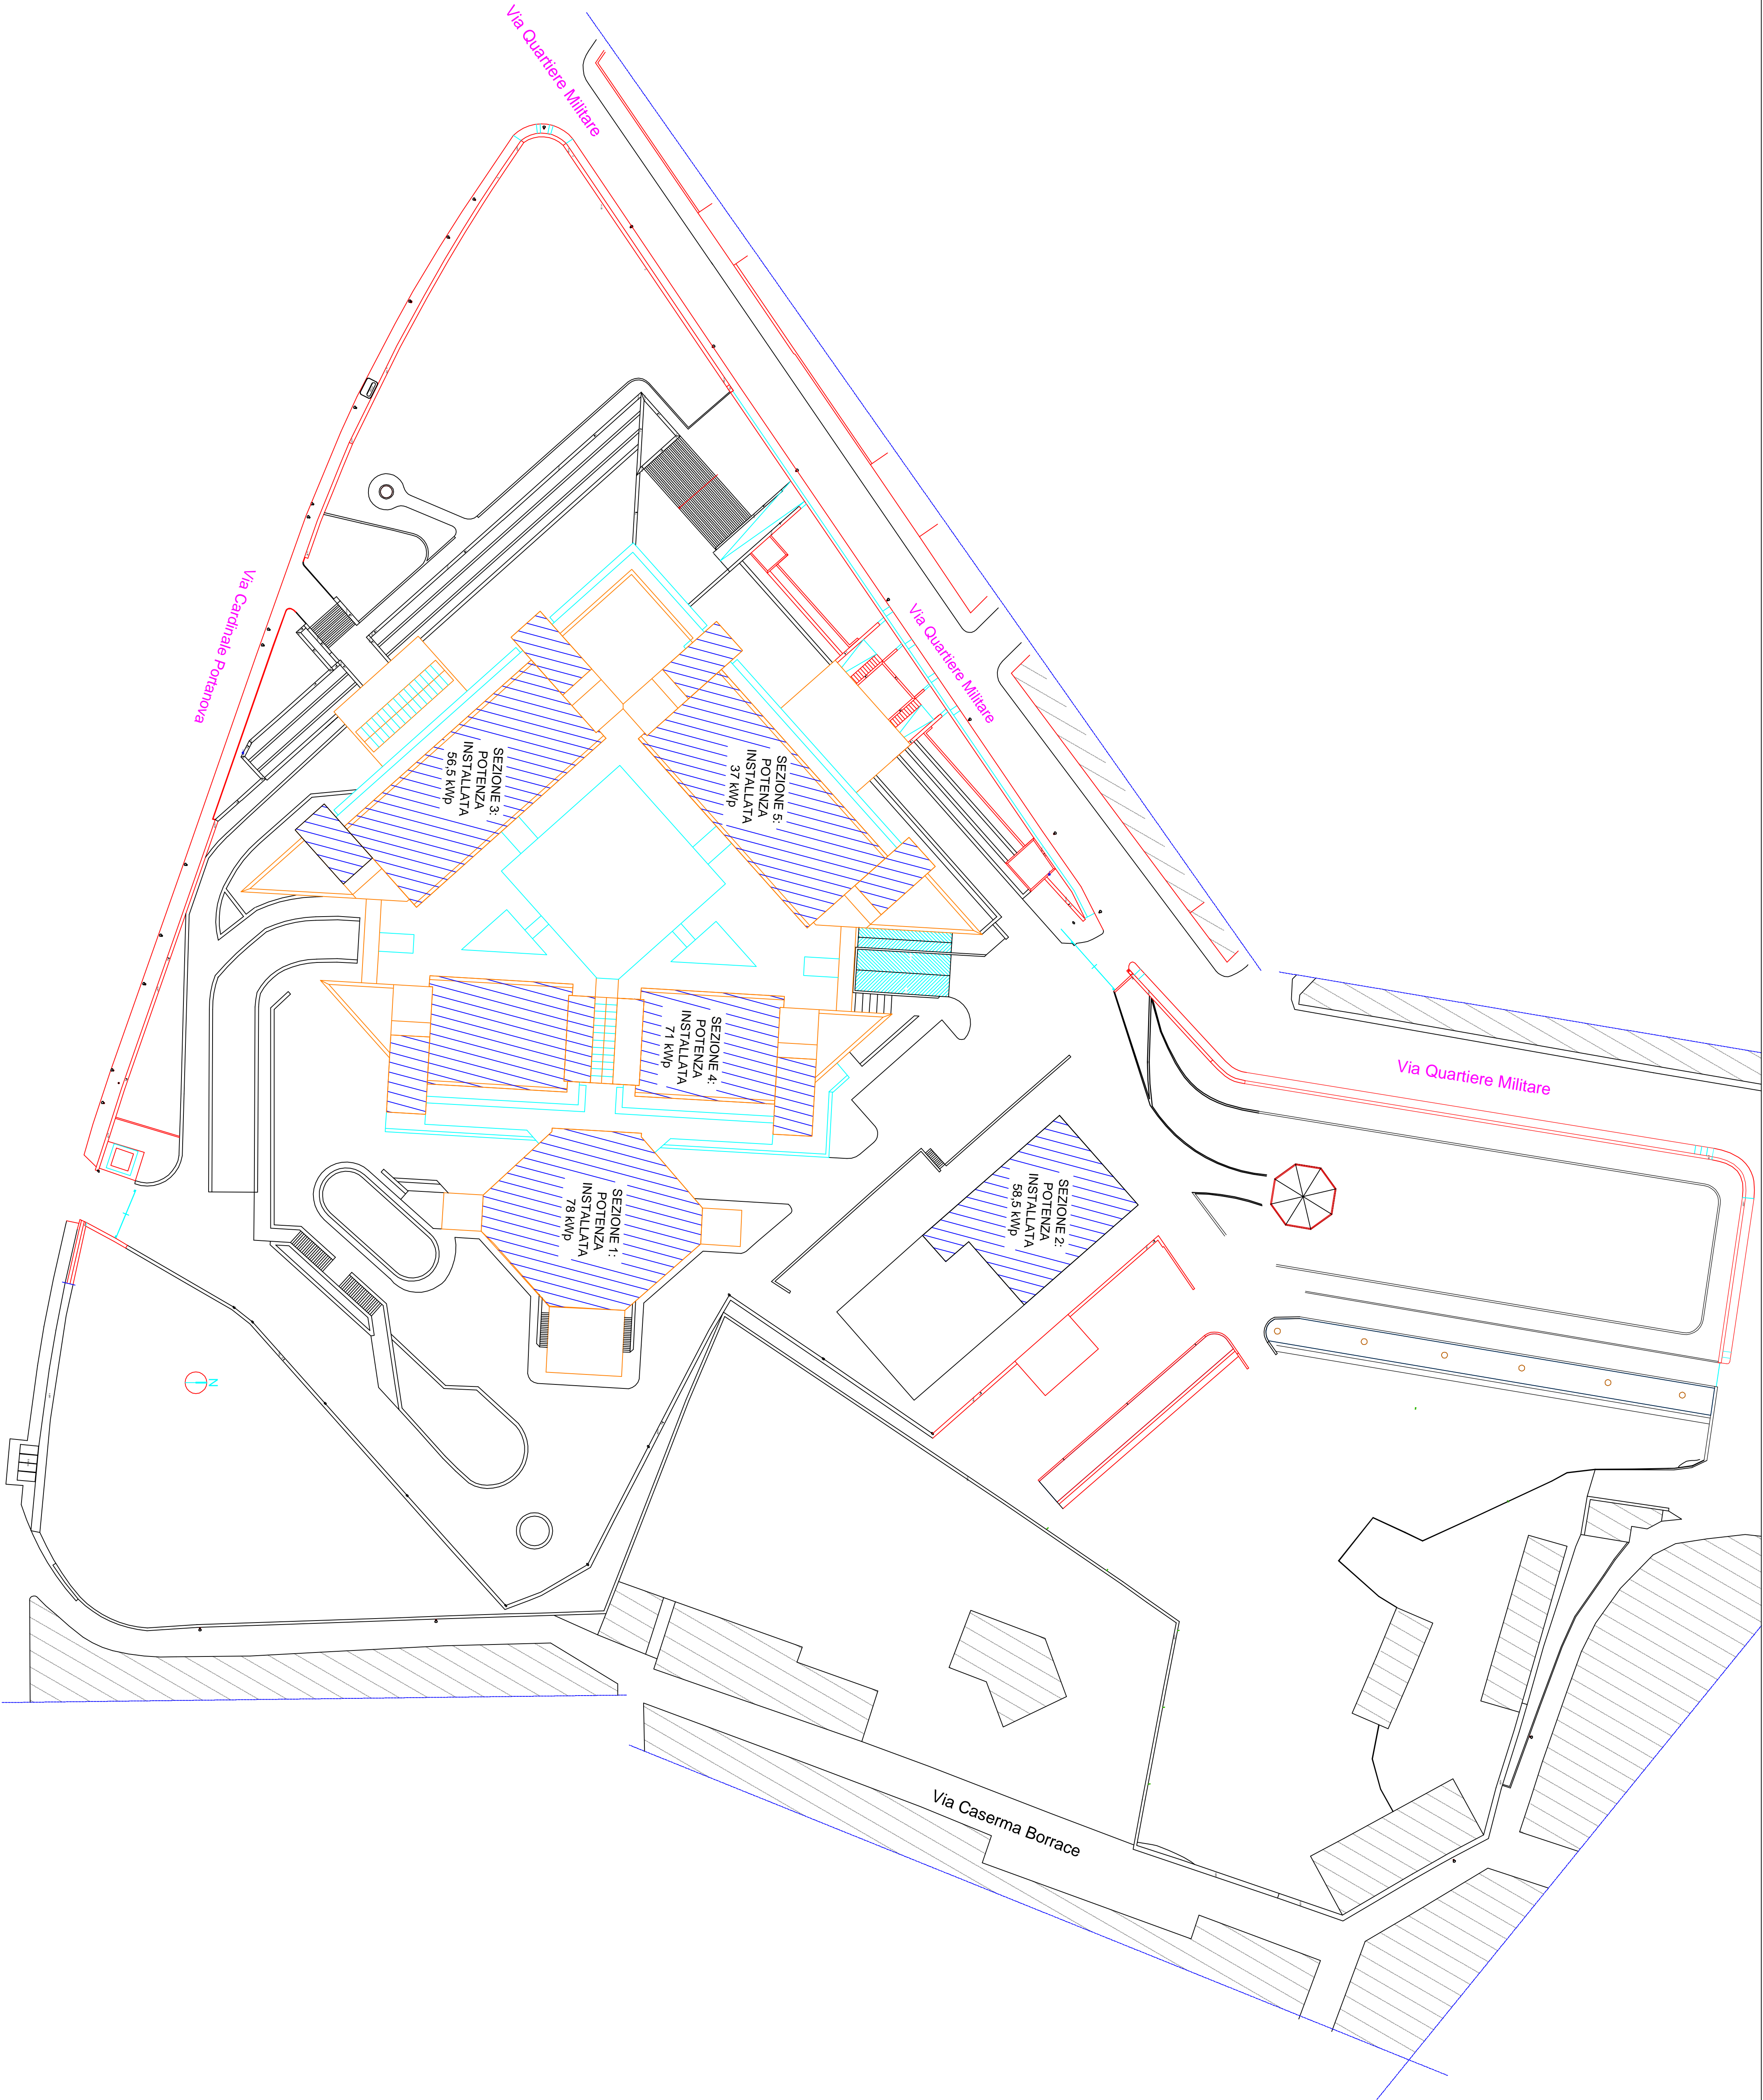 Via Quartiere Militare
Via Cardinale Portanova
Via Quartiere Militare
Via Quartiere Militare
SEZIONE 3:
POTENZA
INSTALLATA
56,5 kWp
SEZIONE 5:
POTENZA
INSTALLATA
37 kWp
SEZIONE 4:
POTENZA
INSTALLATA
71 kWp
SEZIONE 1:
POTENZA
INSTALLATA
78 kWp
SEZIONE 2:
POTENZA
INSTALLATA
58,5 kWp
N
Via Caserma Borrace